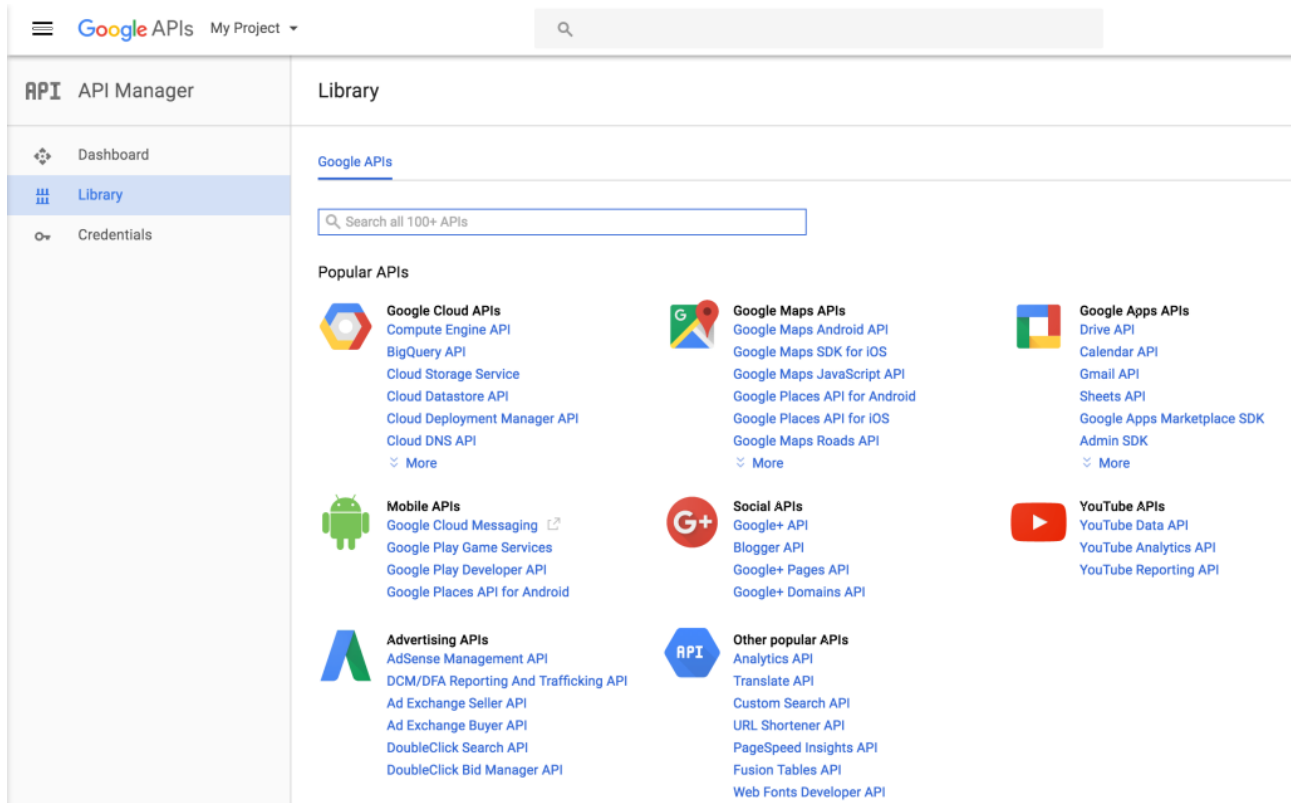 Google APIs My Project
API API Manager
Library
Dashboard
Library
Credentials
Google APIs
Search all 100+ APIs
Popular APIs
Google Cloud APIs
Compute Engine API
BigQuery API
Cloud Storage Service
Cloud Datastore API
Cloud Deployment Manager API
Cloud DNS API
More
G
Google Maps APIs
Google Maps Android API
Google Maps SDK for iOS
Google Maps JavaScript API
Google Places API for Android
Google Places API for iOS
Google Maps Roads API
More
Google Apps APIs
Drive API
Calendar API
Gmail API
Sheets API
Google Apps Marketplace SDK
Admin SDK
More
Mobile APIs
Google Cloud Messaging
Google Play Game Services
Google Play Developer API
Google Places API for Android
G+
Social APIs
Google+ API
Blogger API
Google+ Pages API
Google+ Domains API
YouTube APIs
YouTube Data API
YouTube Analytics API
YouTube Reporting API
Advertising APIs
AdSense Management API
DCM/DFA Reporting And Trafficking API
Ad Exchange Seller API
Ad Exchange Buyer API
DoubleClick Search API
DoubleClick Bid Manager API
API
Other popular APIs
Analytics API
Translate API
Custom Search API
URL Shortener API
PageSpeed Insights API
Fusion Tables API
Web Fonts Developer API